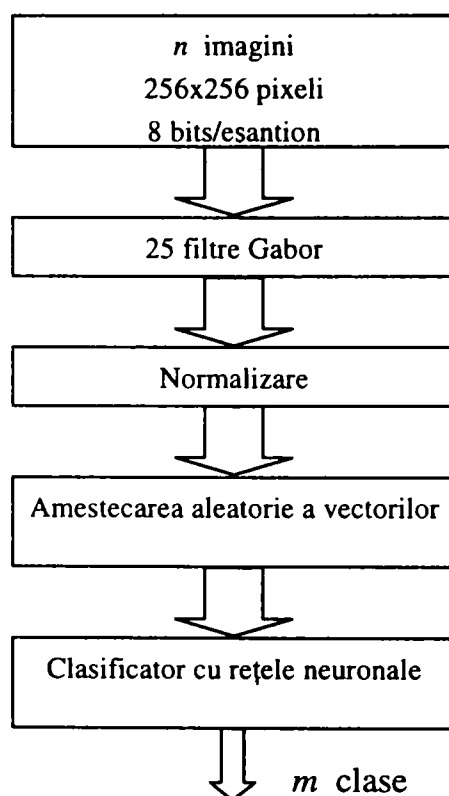 n imagini
256x256 pixeli
8 bits/esantion
25 filtre Gabor
Normalizare
Amestecarea aleatorie a vectorilor
Clasificator cu rețele neuronale
m clase